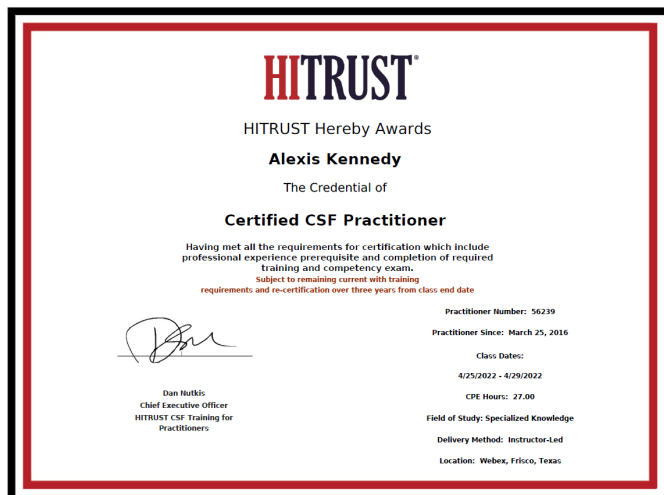 HITRUST®
HITRUST Hereby Awards
Alexis Kennedy
The Credential of
Certified CSF Practitioner
Having met all the requirements for certification which include
professional experience prerequisite and completion of required
training and competency exam.
Subject to remaining current with training
requirements and re-certification over three years from class end date
Dan Nutkis
Chief Executive Officer
HITRUST CSF Training for
Practitioners
Practitioner Number: 56239
Practitioner Since: March 25, 2016
Class Dates:
4/25/2022 - 4/29/2022
CPE Hours: 27.00
Field of Study: Specialized Knowledge
Delivery Method: Instructor-Led
Location: Webex, Frisco, Texas